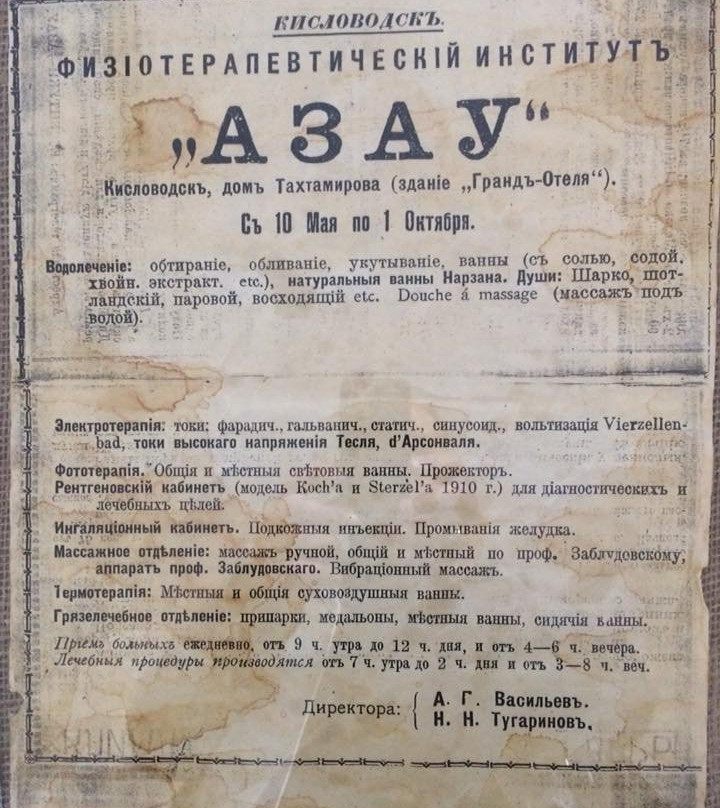 КИСЛОВОДСКЪ.
ФИЗІОТЕРАПЕВТИЧЕСКІЙ ИНСТИТУТЪ
„АЗАУ“
Кисловодскъ, домъ Тахтамирова (зданіе „Грандъ-Отеля“).
Съ 10 Мая по 1 Октября.
Водолеченіе: обтираніе, обливаніе, укутываніе, ванны (съ солью, содой,
хвойн. экстракт. etc.), натуральныя ванны Нарзана. Души: Шарко, шот-
ландскій, паровой, восходящій etc. Douche á massage (массажъ подъ
водой).
Электротерапія: токи: фарадич., гальванич., статич., синусоид., вольтизація Vierzellen-
bad, токи высокаго напряженія Тесля, d’Арсонваля.
Фототерапія. Общія и мѣстныя свѣтовыя ванны. Прожекторъ.
Рентгеновскій кабинетъ (модель Koch’a и Sterzel’a 1910 г.) для діагностическихъ и
лечебныхъ цѣлей.
Ингаляціонный кабинетъ. Подкожныя инъекціи. Промыванія желудка.
Массажное отдѣленіе: массажъ ручной, общій и мѣстный по проф. Заблудовскому,
аппаратъ проф. Заблудовскаго. Вибраціонный массажъ.
Термотерапія: Мѣстныя и общія суховоздушныя ванны.
Грязелечебное отдѣленіе: припарки, медальоны, мѣстныя ванны, сидячія ванны.
Пріемъ больныхъ ежедневно, отъ 9 ч. утра до 12 ч. дня, и отъ 4—6 ч. вечера.
Лечебныя процедуры производятся отъ 7 ч. утра до 2 ч. дня и отъ 3—8 ч. веч.
Директора: { А. Г. Васильевъ.
Н. Н. Тугариновъ.